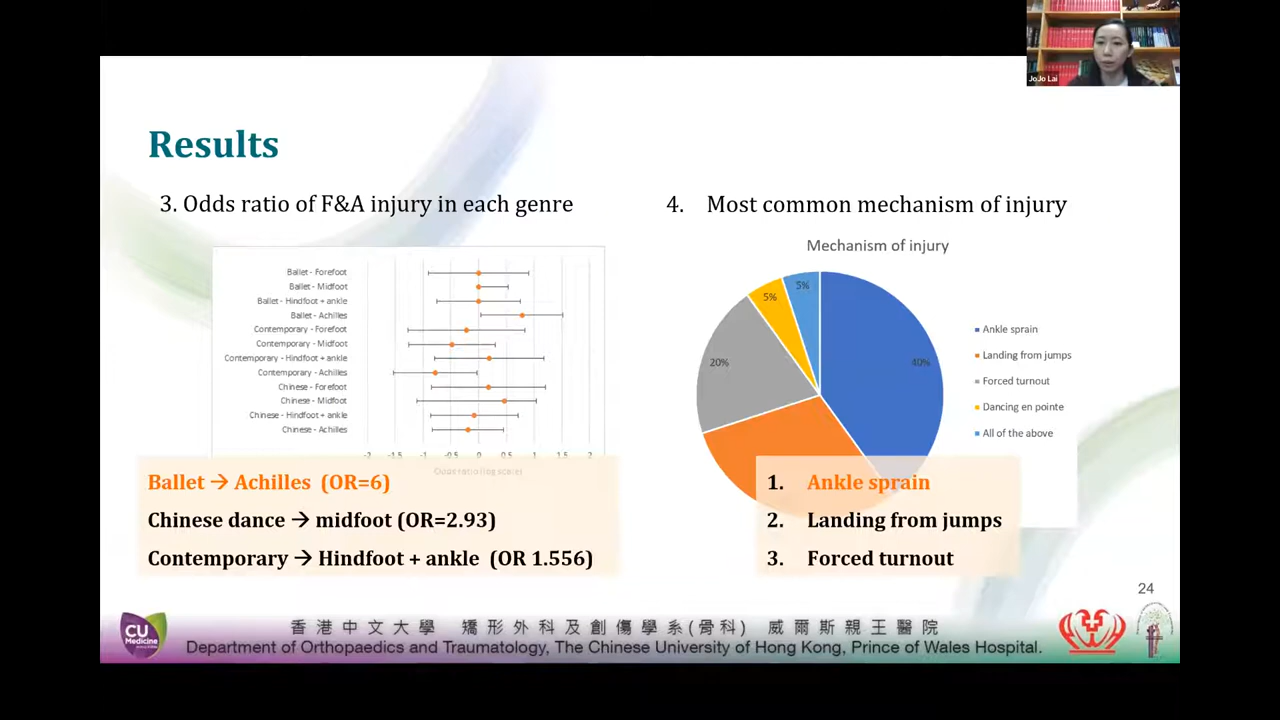 JoJo Lai
Results
3. Odds ratio of F&A injury in each genre
Ballet - Forefoot
Ballet - Midfoot
Ballet - Hindfoot + ankle
Ballet - Achilles
Contemporary - Forefoot
Contemporary - Midfoot
Contemporary - Hindfoot + ankle
Contemporary - Achilles
Chinese - Forefoot
Chinese - Midfoot
Chinese - Hindfoot + ankle
Chinese - Achilles
-2 -1.5 -1 -0.5 0 0.5 1 1.5 2
Odds ratio (log scale)
Ballet → Achilles (OR=6)
Chinese dance → midfoot (OR=2.93)
Contemporary → Hindfoot + ankle (OR 1.556)
4. Most common mechanism of injury
Mechanism of injury
5%
5%
20%
40%
Ankle sprain
Landing from jumps
Forced turnout
Dancing en pointe
All of the above
1. Ankle sprain
2. Landing from jumps
3. Forced turnout
24
CU
Medicine
香港中文大學 矯形外科及創傷學系(骨科) 威爾斯親王醫院
Department of Orthopaedics and Traumatology, The Chinese University of Hong Kong, Prince of Wales Hospital.